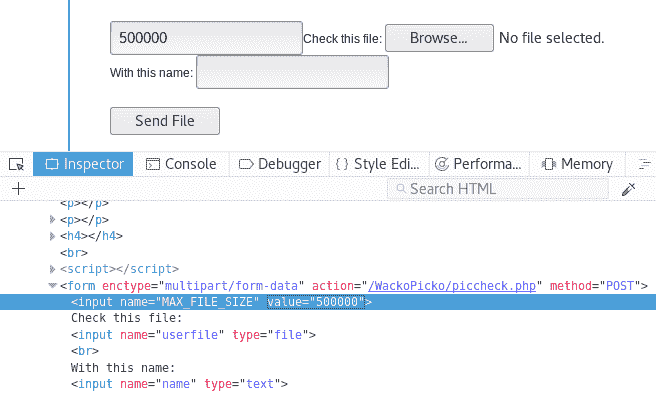 500000 Check this file: Browse... No file selected.
With this name:
Send File
Inspector Console Debugger { } Style Edi... Performa... Memory
+ Search HTML
<p></p>
<p></p>
<h4></h4>
<br>
<script></script>
<form enctype="multipart/form-data" action="/WackoPicko/piccheck.php" method="POST">
<input name="MAX_FILE_SIZE" value="500000">
Check this file:
<input name="userfile" type="file">
<br>
With this name:
<input name="name" type="text">